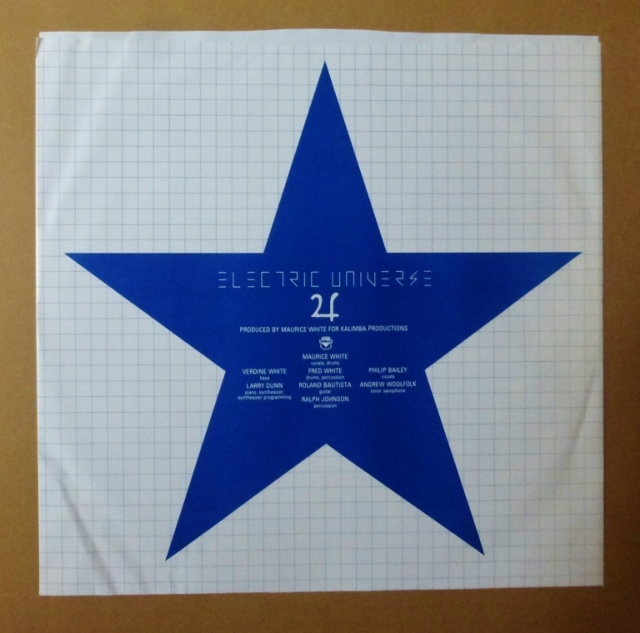 ELECTRIC UNIVERSE
PRODUCED BY MAURICE WHITE FOR KALIMBA PRODUCTIONS
MAURICE WHITE
vocals, drums
VERDINE WHITE
bass
LARRY DUNN
piano, synthesizer
synthesizer programming
FRED WHITE
drums, percussion
ROLAND BAUTISTA
guitar
RALPH JOHNSON
percussion
PHILIP BAILEY
vocals
ANDREW WOOLFOLK
tenor saxophone